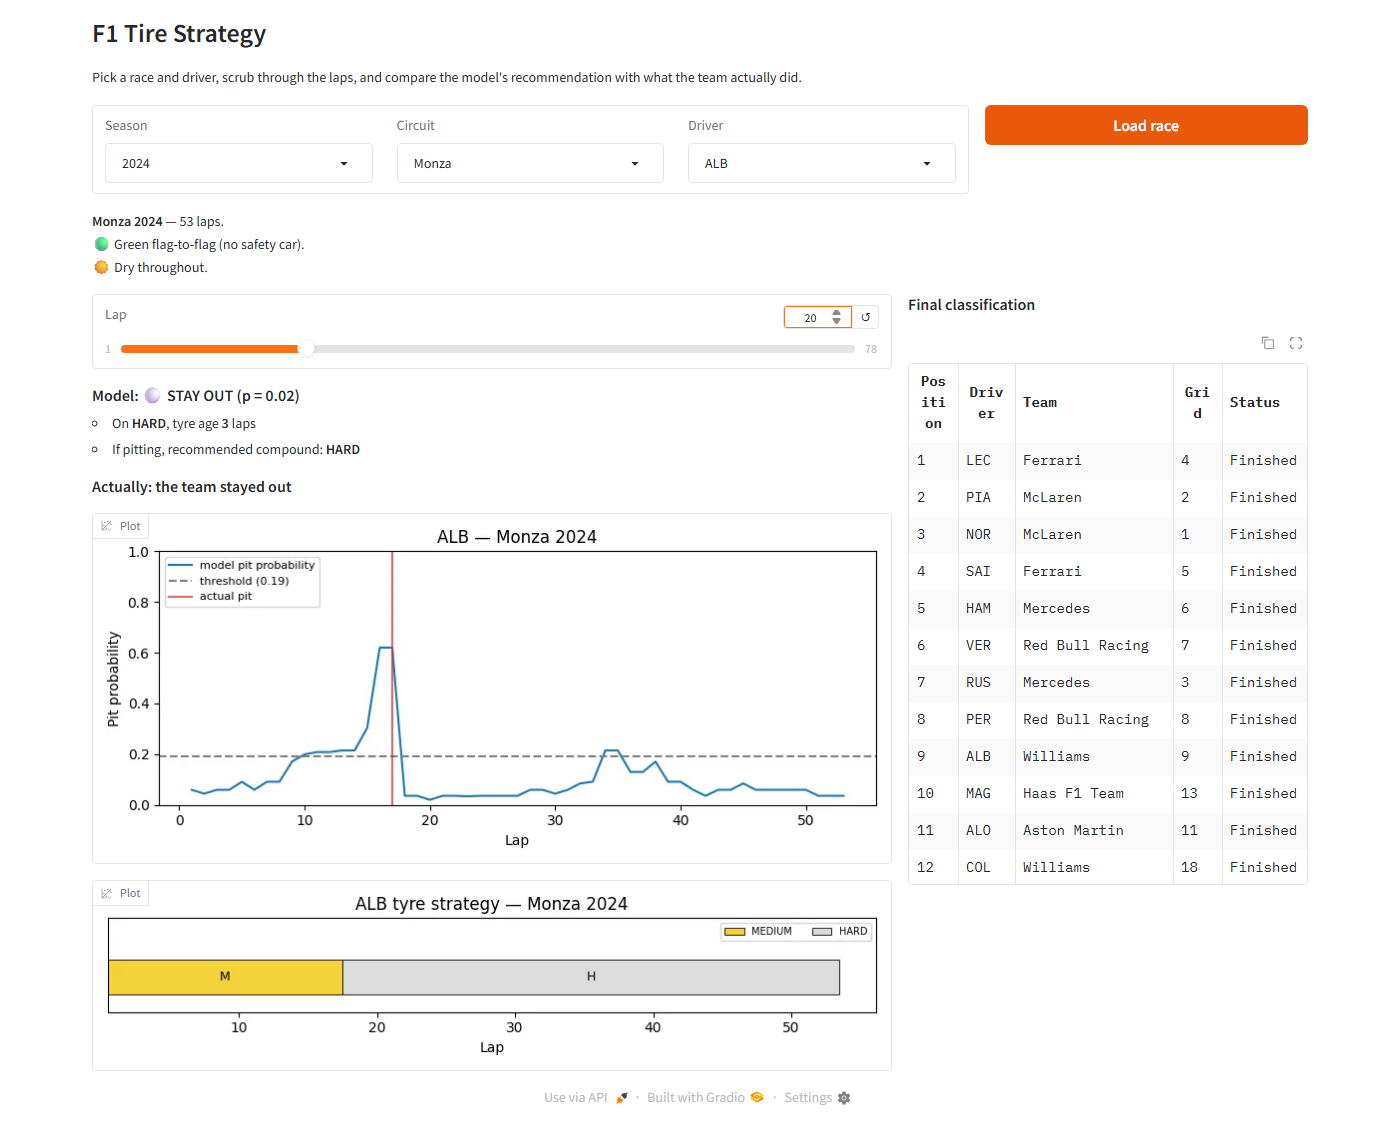 F1 Tire Strategy
Pick a race and driver, scrub through the laps, and compare the model's recommendation with what the team actually did.
Season
Circuit
Driver
2024
Monza
ALB
Load race
Monza 2024 — 53 laps.
Green flag-to-flag (no safety car).
Dry throughout.
Lap
20
1
78
Model: STAY OUT (p = 0.02)
On HARD, tyre age 3 laps
If pitting, recommended compound: HARD
Actually: the team stayed out
Plot
ALB — Monza 2024
model pit probability
threshold (0.19)
actual pit
Pit probability
1.0
0.8
0.6
0.4
0.2
0.0
0 10 20 30 40 50
Lap
Plot
ALB tyre strategy — Monza 2024
MEDIUM HARD
M H
10 20 30 40 50
Lap
Final classification
Position Driver Team Grid Status
1 LEC Ferrari 4 Finished
2 PIA McLaren 2 Finished
3 NOR McLaren 1 Finished
4 SAI Ferrari 5 Finished
5 HAM Mercedes 6 Finished
6 VER Red Bull Racing 7 Finished
7 RUS Mercedes 3 Finished
8 PER Red Bull Racing 8 Finished
9 ALB Williams 9 Finished
10 MAG Haas F1 Team 13 Finished
11 ALO Aston Martin 11 Finished
12 COL Williams 18 Finished
Use via API · Built with Gradio · Settings